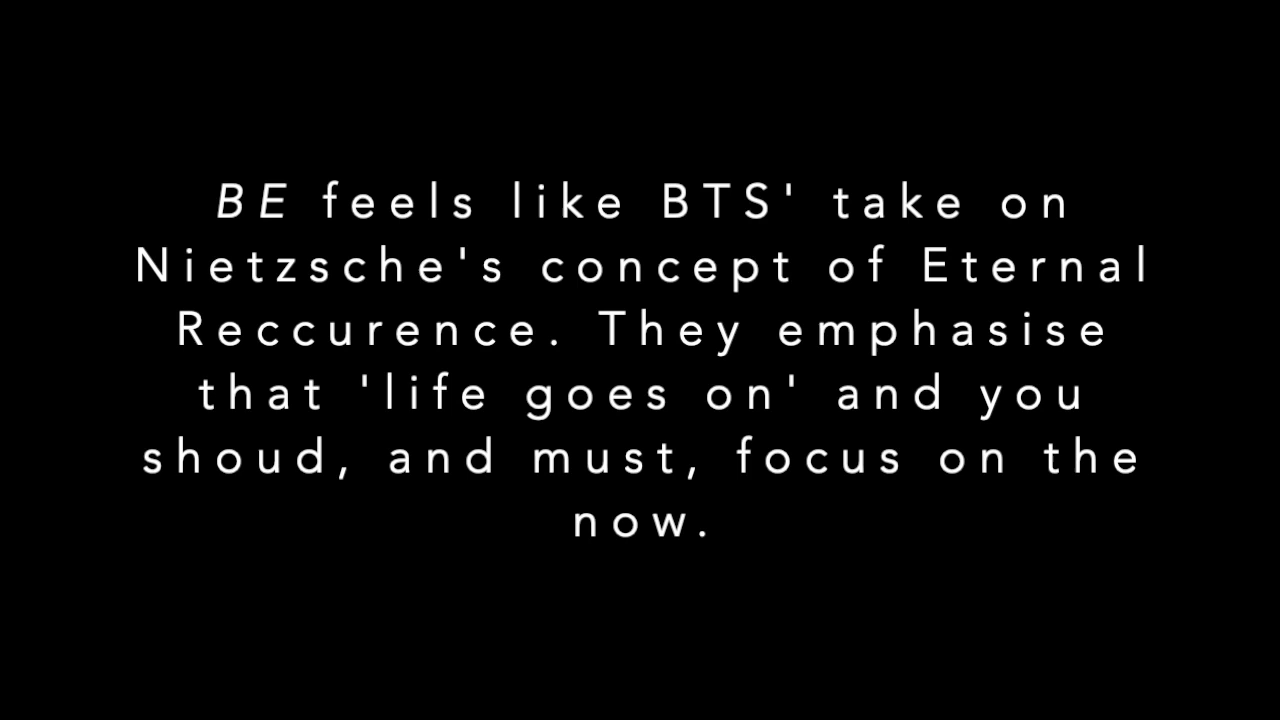 BE feels like BTS' take on
Nietzsche's concept of Eternal
Reccurence. They emphasise
that 'life goes on' and you
shoud, and must, focus on the
now.